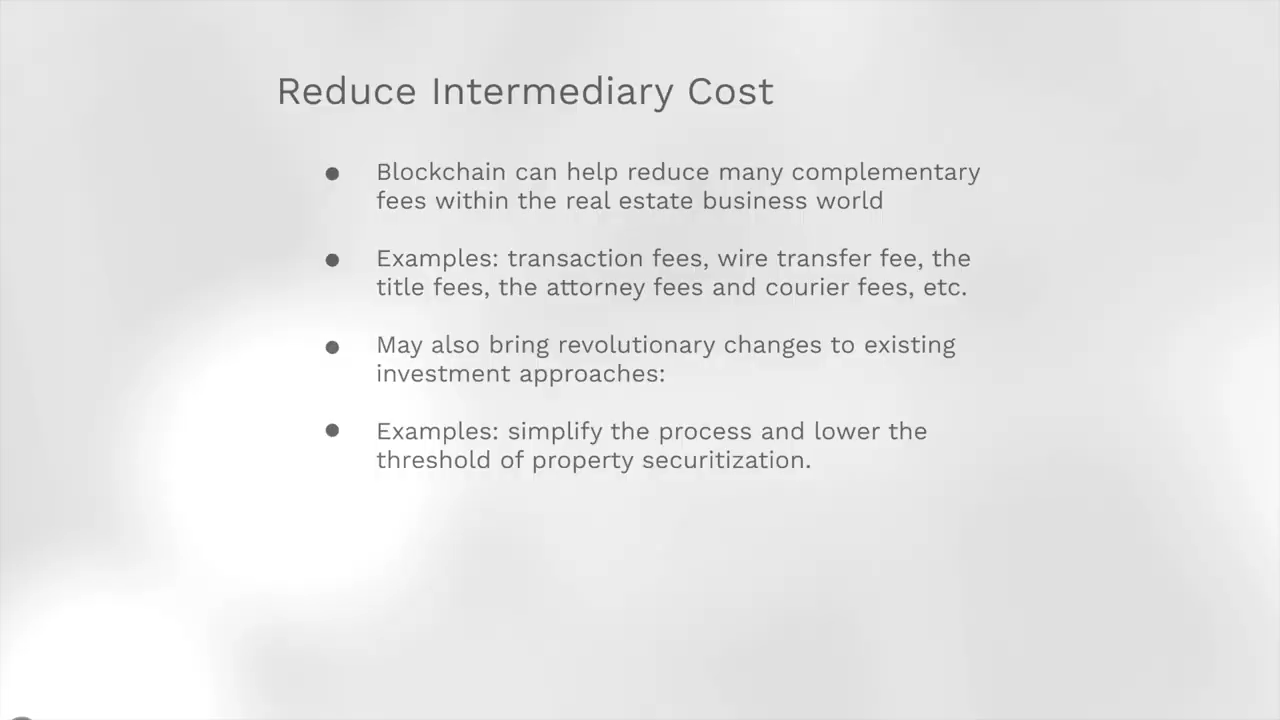 Reduce Intermediary Cost
● Blockchain can help reduce many complementary
fees within the real estate business world
● Examples: transaction fees, wire transfer fee, the
title fees, the attorney fees and courier fees, etc.
● May also bring revolutionary changes to existing
investment approaches:
● Examples: simplify the process and lower the
threshold of property securitization.